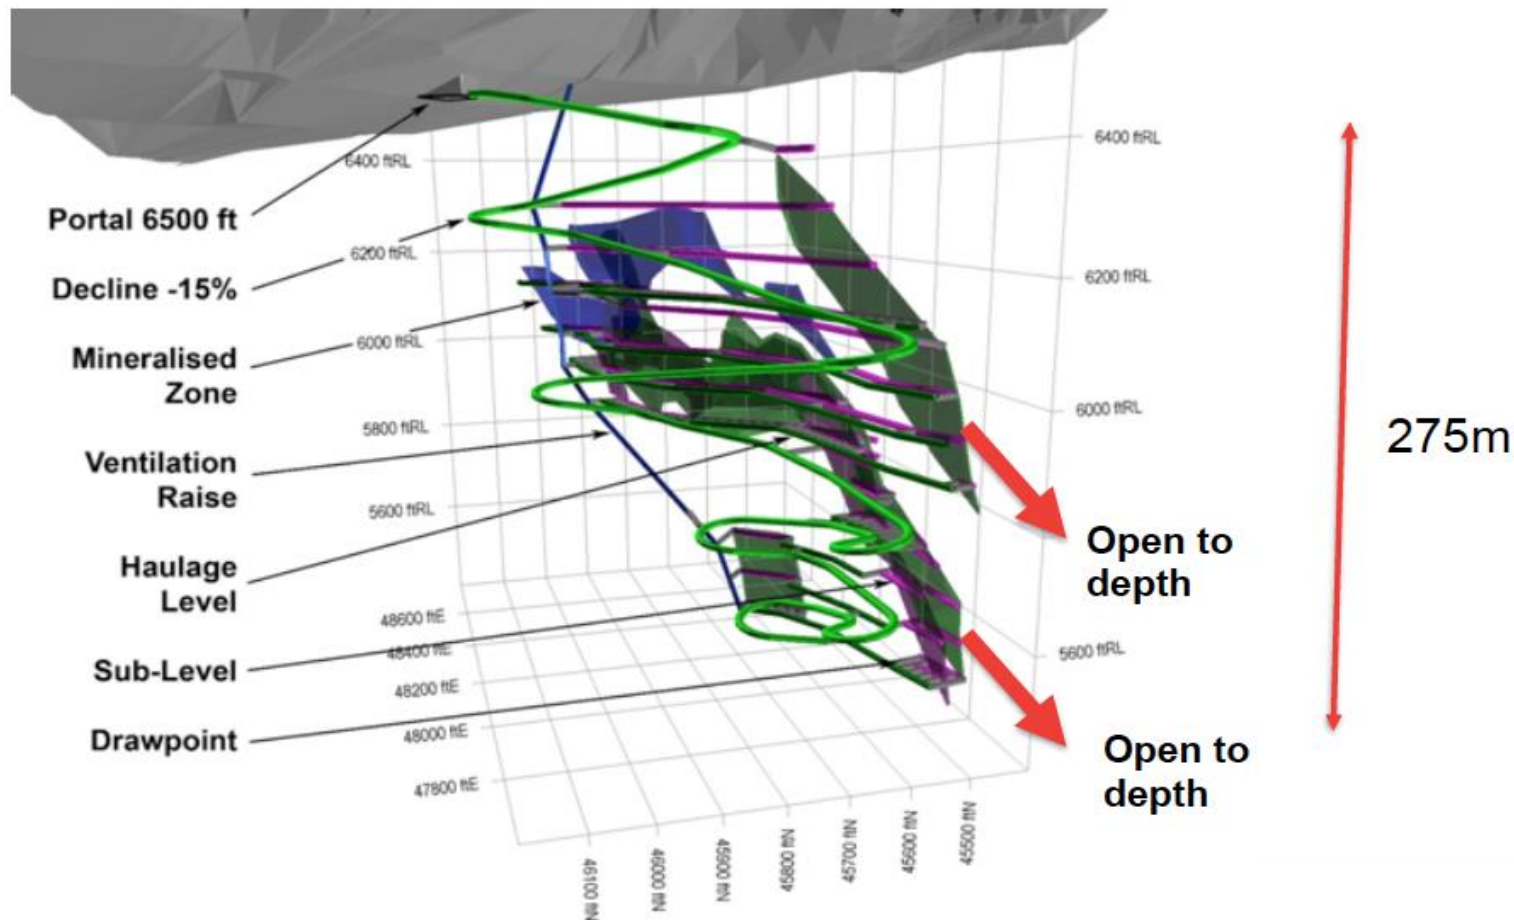 6400 ftRL
6400 ftRL
Portal 6500 ft
6200 ftRL
6200 ftRL
Decline -15%
6000 ftRL
Mineralised
Zone
6000 ftRL
5800 ftRL
275m
Ventilation
Raise
5600 ftRL
Open to
depth
Haulage
Level
48600 ftE
48400 ftE
5600 ftRL
Sub-Level
48200 ftE
48000 ftE
Drawpoint
Open to
depth
47800 ftE
46100 ftN
46000 ftN
45900 ftN
45800 ftN
45700 ftN
45600 ftN
45500 ftN